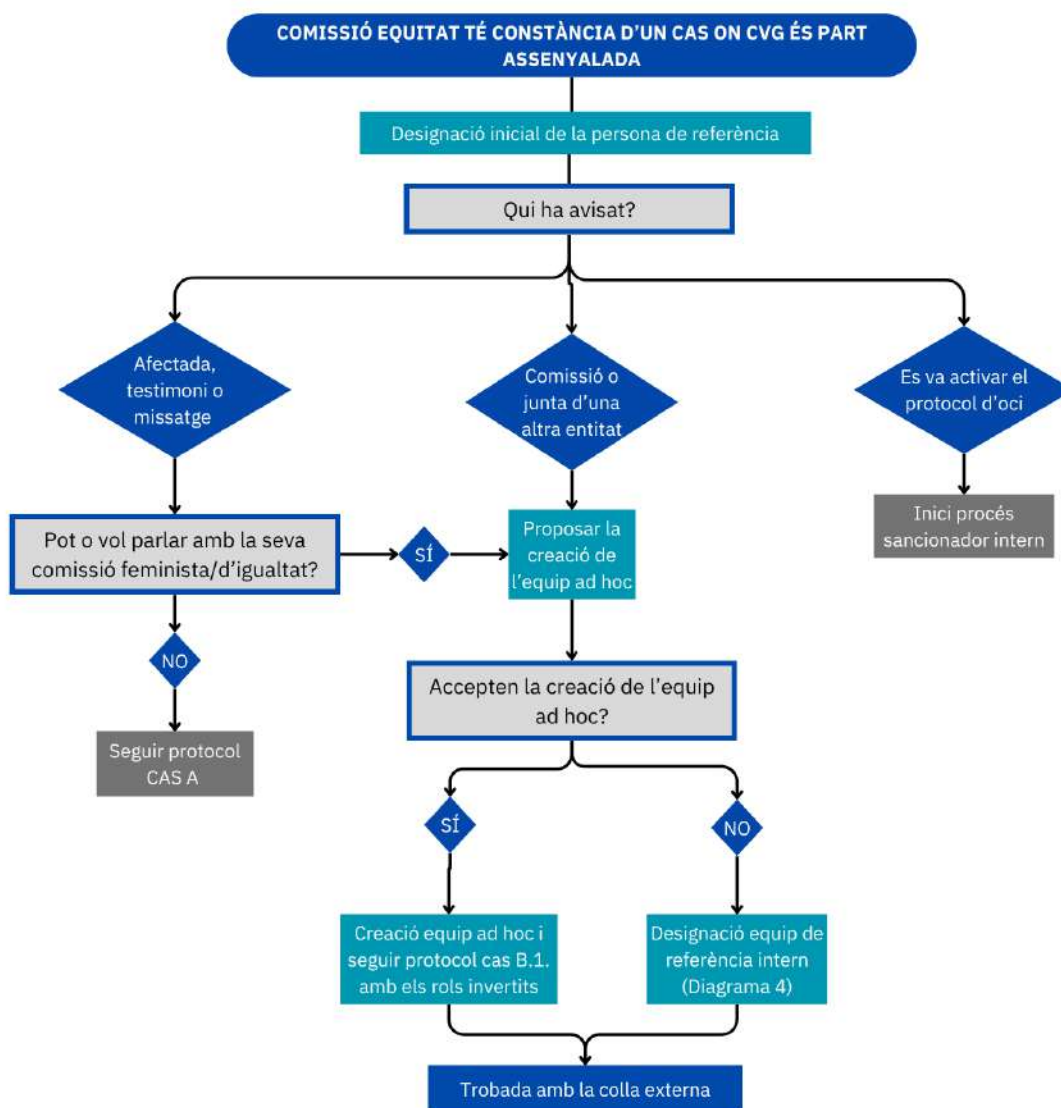 COMISSIÓ EQUITAT TÉ CONSTÀNCIA D'UN CAS ON CVG ÉS PART
ASSENYALADA
Designació inicial de la persona de referència
Qui ha avisat?
Afectada,
testimoni o
missatge
Comissió o
junta d'una
altra entitat
Es va activar el
protocol d'oci
Pot o vol parlar amb la seva
comissió feminista/d'igualtat?
SÍ
Proposar la
creació de
l'equip ad hoc
Inici procés
sancionador intern
NO
Seguir protocol
CAS A
Accepten la creació de l'equip
ad hoc?
SÍ
NO
Creació equip ad hoc i
seguir protocol cas B.1.
amb els rols invertits
Designació equip de
referència intern
(Diagrama 4)
Trobada amb la colla externa